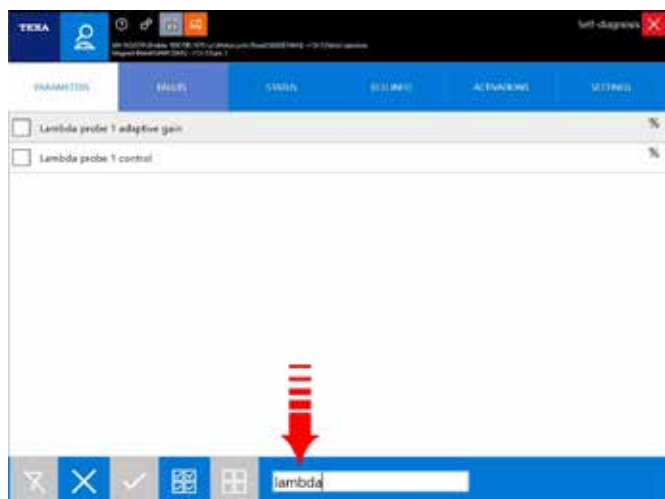 TEXA
Self-diagnosis
PARAMETERS FAULTS STATUS ECU INFO ACTIVATIONS SETTINGS
Lambda probe 1 adaptive gain %
Lambda probe 1 control %
lambda